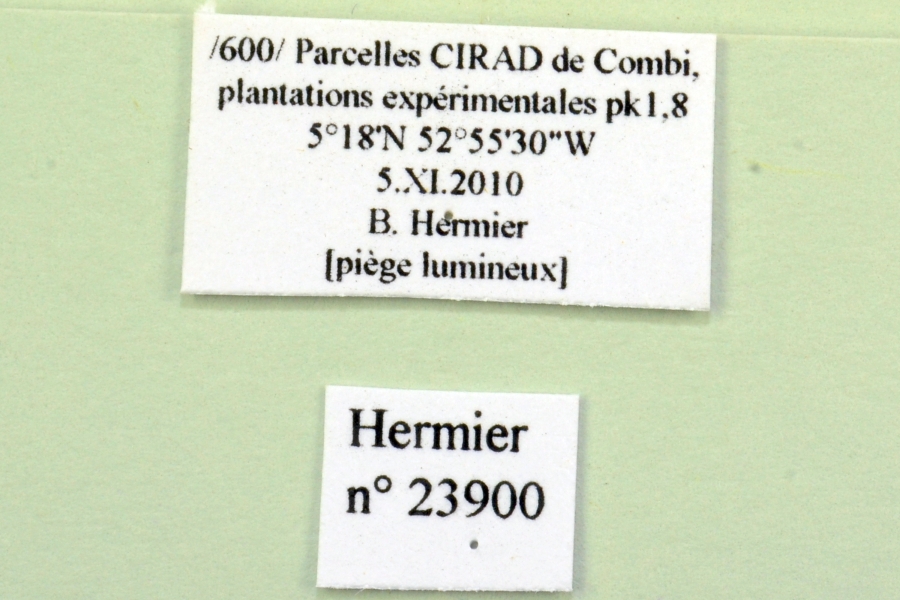 /600/ Parcelles CIRAD de Combi,
plantations expérimentales pk1,8
5°18'N 52°55'30"W
5.XI.2010
B. Hermier
[piège lumineux]
Hermier
n° 23900